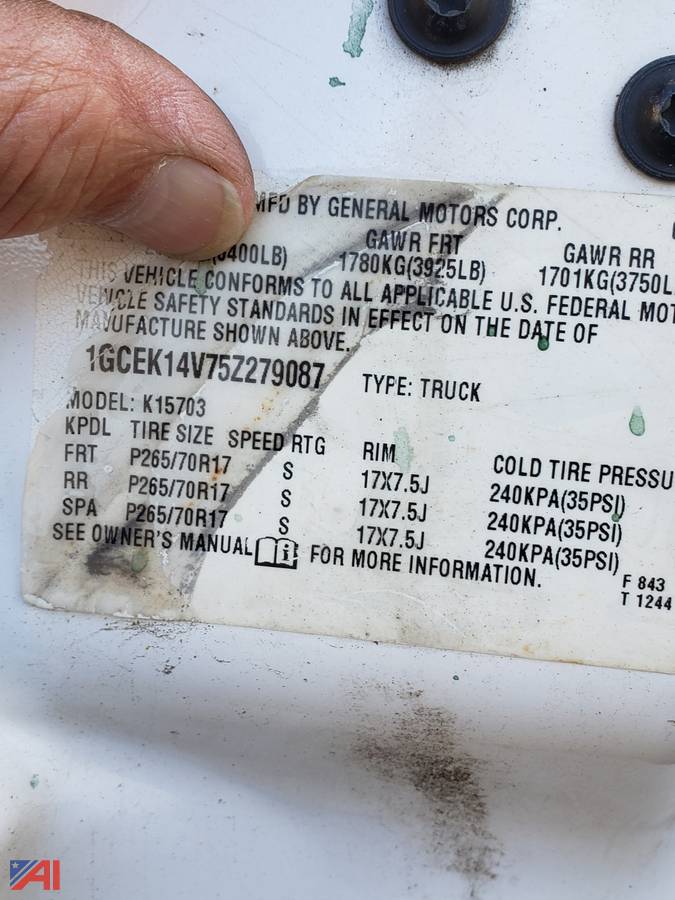 MFD BY GENERAL MOTORS CORP.
GAWR FRT GAWR RR
400LB) 1780KG(3925LB) 1701KG(3750L
THIS VEHICLE CONFORMS TO ALL APPLICABLE U.S. FEDERAL MOT
VEHICLE SAFETY STANDARDS IN EFFECT ON THE DATE OF
MANUFACTURE SHOWN ABOVE.
1GCEK14V75Z279087 TYPE: TRUCK
MODEL: K15703
KPDL TIRE SIZE SPEED RTG RIM COLD TIRE PRESSU
FRT P265/70R17 S 17X7.5J 240KPA(35PSI)
RR P265/70R17 S 17X7.5J 240KPA(35PSI)
SPA P265/70R17 S 17X7.5J 240KPA(35PSI)
SEE OWNER'S MANUAL FOR MORE INFORMATION.
F 843
T 1244
AI